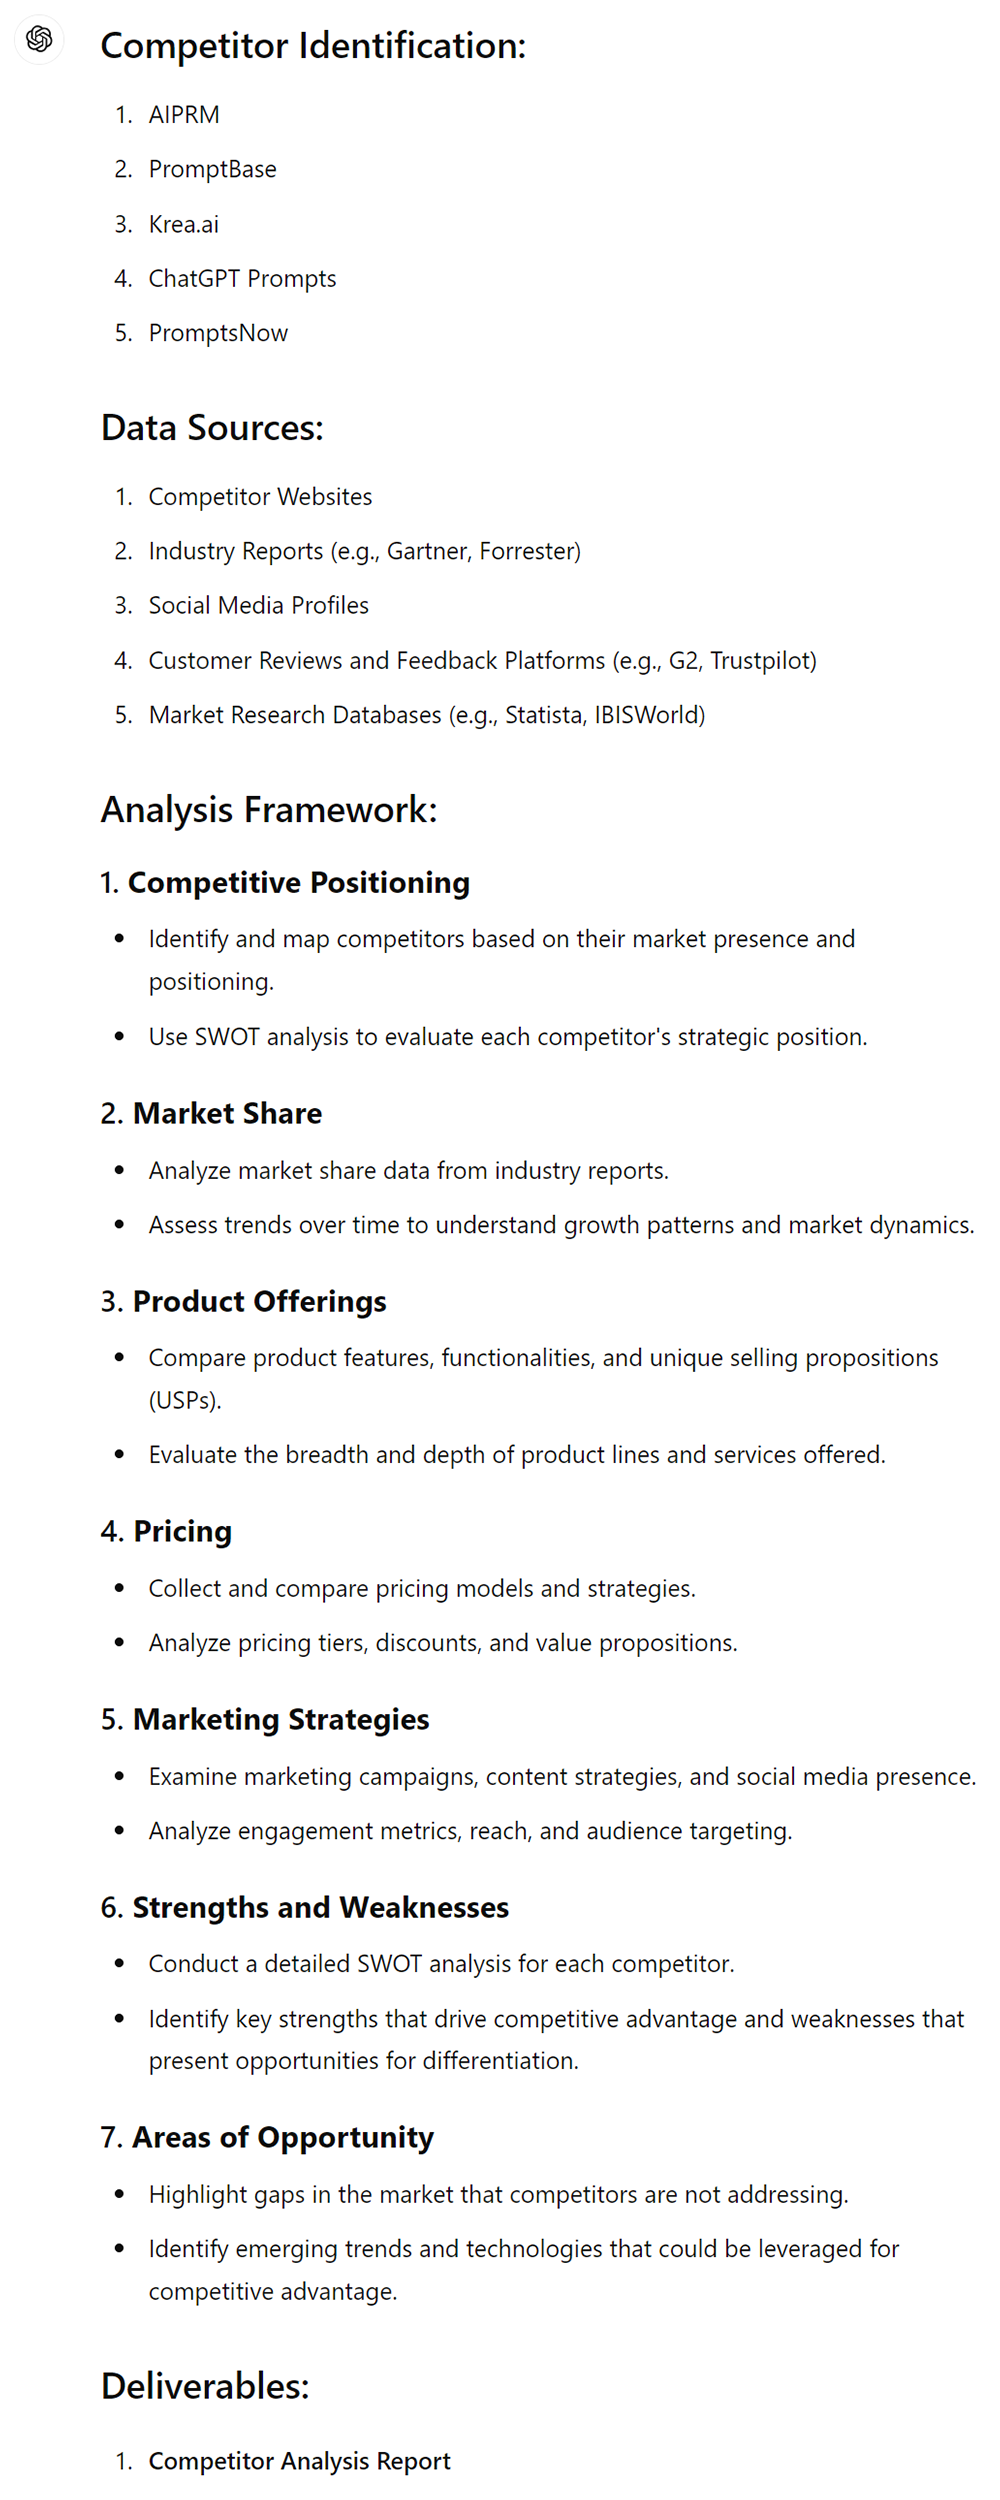 Competitor Identification:
1. AIPRM
2. PromptBase
3. Krea.ai
4. ChatGPT Prompts
5. PromptsNow
Data Sources:
1. Competitor Websites
2. Industry Reports (e.g., Gartner, Forrester)
3. Social Media Profiles
4. Customer Reviews and Feedback Platforms (e.g., G2, Trustpilot)
5. Market Research Databases (e.g., Statista, IBISWorld)
Analysis Framework:
1. Competitive Positioning
• Identify and map competitors based on their market presence and
positioning.
• Use SWOT analysis to evaluate each competitor's strategic position.
2. Market Share
• Analyze market share data from industry reports.
• Assess trends over time to understand growth patterns and market dynamics.
3. Product Offerings
• Compare product features, functionalities, and unique selling propositions
(USPs).
• Evaluate the breadth and depth of product lines and services offered.
4. Pricing
• Collect and compare pricing models and strategies.
• Analyze pricing tiers, discounts, and value propositions.
5. Marketing Strategies
• Examine marketing campaigns, content strategies, and social media presence.
• Analyze engagement metrics, reach, and audience targeting.
6. Strengths and Weaknesses
• Conduct a detailed SWOT analysis for each competitor.
• Identify key strengths that drive competitive advantage and weaknesses that
present opportunities for differentiation.
7. Areas of Opportunity
• Highlight gaps in the market that competitors are not addressing.
• Identify emerging trends and technologies that could be leveraged for
competitive advantage.
Deliverables:
1. Competitor Analysis Report